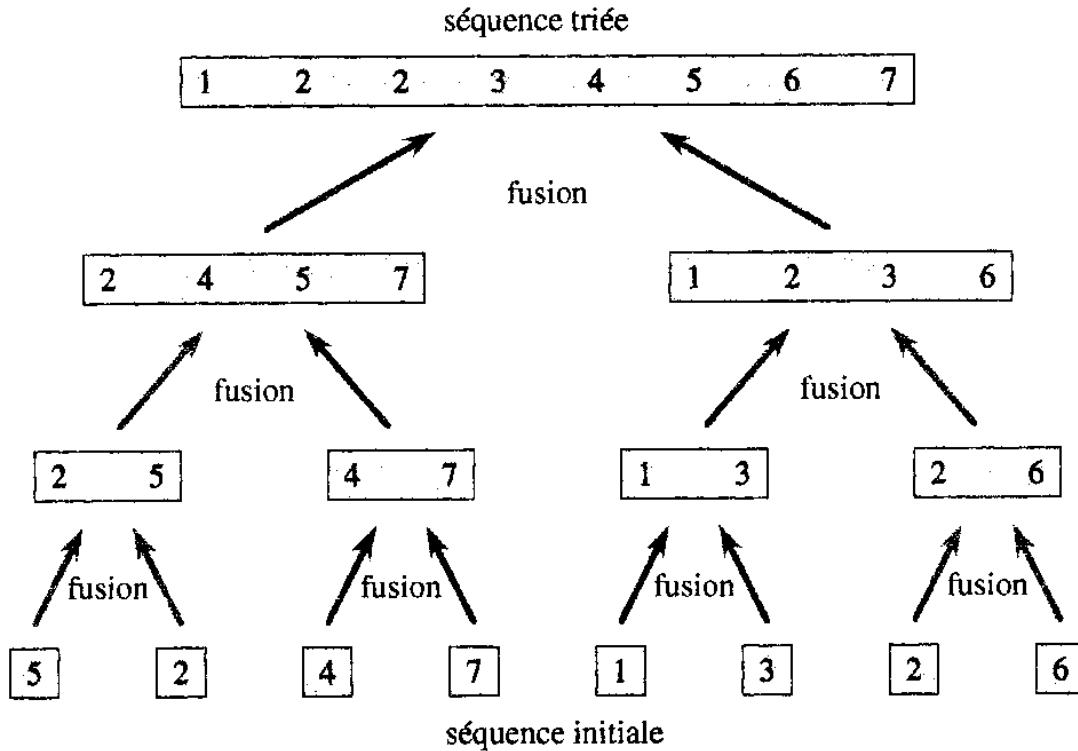 séquence triée
1 2 2 3 4 5 6 7
fusion
2 4 5 7
1 2 3 6
fusion
fusion
2 5
4 7
1 3
2 6
fusion
fusion
fusion
fusion
5
2
4
7
1
3
2
6
séquence initiale